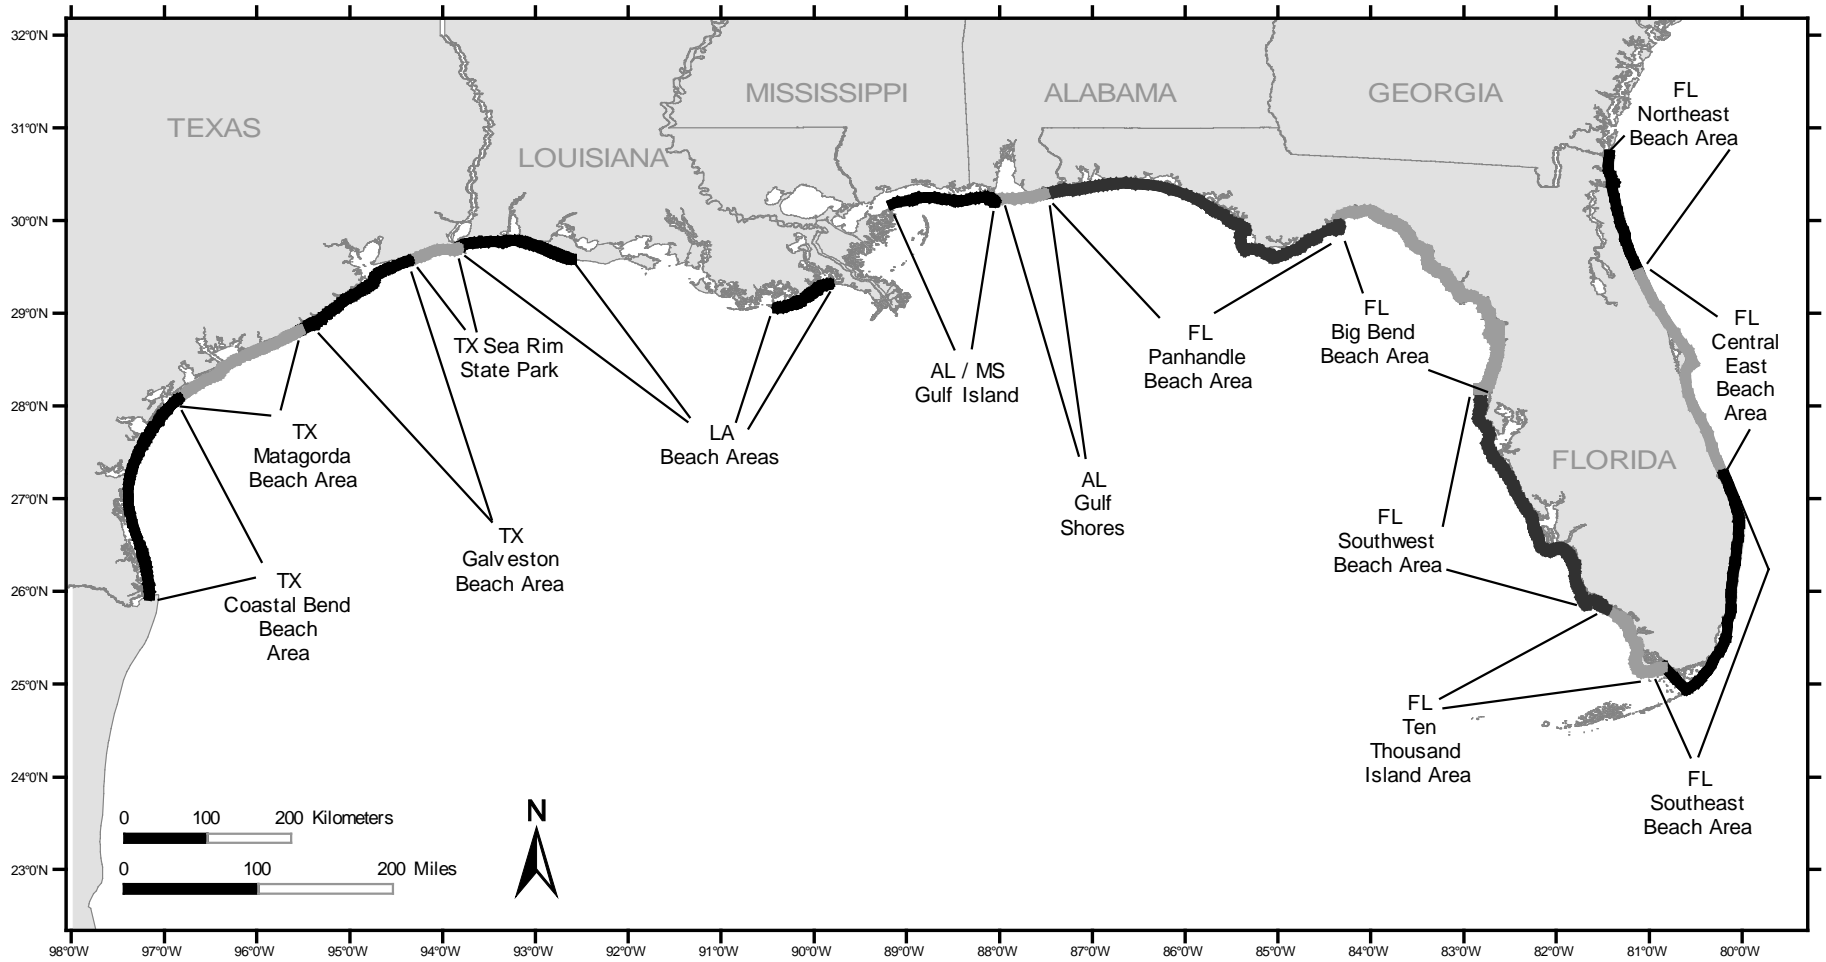 32°0'N
31°0'N
30°0'N
29°0'N
28°0'N
27°0'N
26°0'N
25°0'N
24°0'N
23°0'N
TEXAS
LOUISIANA
MISSISSIPPI
ALABAMA
GEORGIA
FLORIDA
FL
Northeast
Beach Area
FL
Central
East
Beach
Area
FL
Big Bend
Beach Area
FL
Panhandle
Beach Area
AL / MS
Gulf Island
TX Sea Rim
State Park
LA
Beach Areas
TX
Matagorda
Beach Area
AL
Gulf
Shores
FL
Southwest
Beach Area
TX
Galveston
Beach Area
TX
Coastal Bend
Beach
Area
FL
Ten
Thousand
Island Area
FL
Southeast
Beach Area
N
0 100 200 Kilometers
0 100 200 Miles
98°0'W 97°0'W 96°0'W 95°0'W 94°0'W 93°0'W 92°0'W 91°0'W 90°0'W 89°0'W 88°0'W 87°0'W 86°0'W 85°0'W 84°0'W 83°0'W 82°0'W 81°0'W 80°0'W